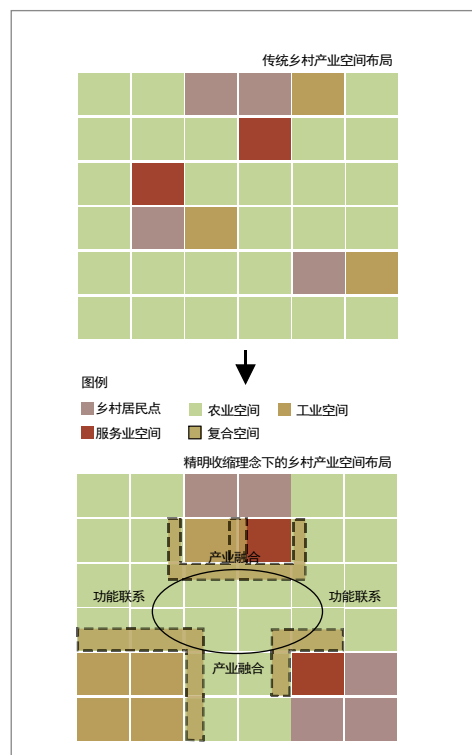 传统乡村产业空间布局
图例
乡村居民点 农业空间 工业空间
服务业空间 复合空间
精明收缩理念下的乡村产业空间布局
产业融合
功能联系 功能联系
产业融合